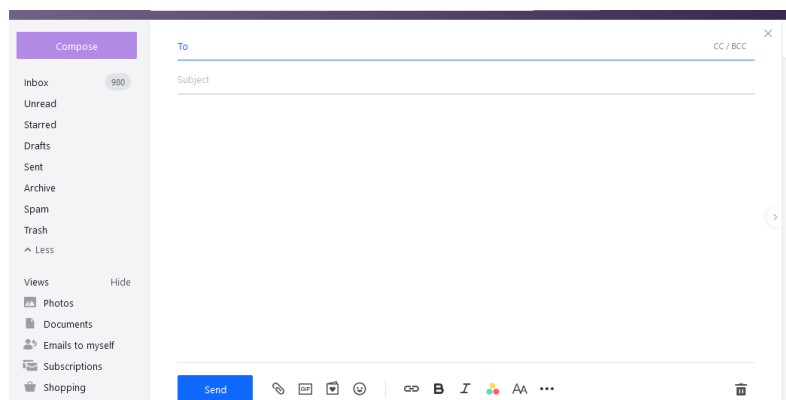 Compose
To
CC / BCC
Subject
Inbox 980
Unread
Starred
Drafts
Sent
Archive
Spam
Trash
Less
Views Hide
Photos
Documents
Emails to myself
Subscriptions
Shopping
Send
GIF
B I AA